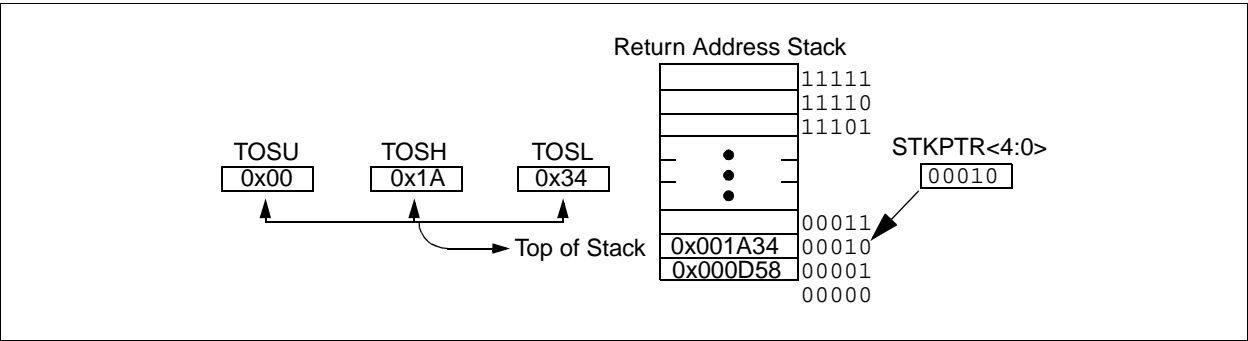 Return Address Stack
11111
11110
11101
TOSU TOSH TOSL STKPTR<4:0>
0x00 0x1A 0x34 00010
00011
Top of Stack 0x001A34 00010
0x000D58 00001
00000